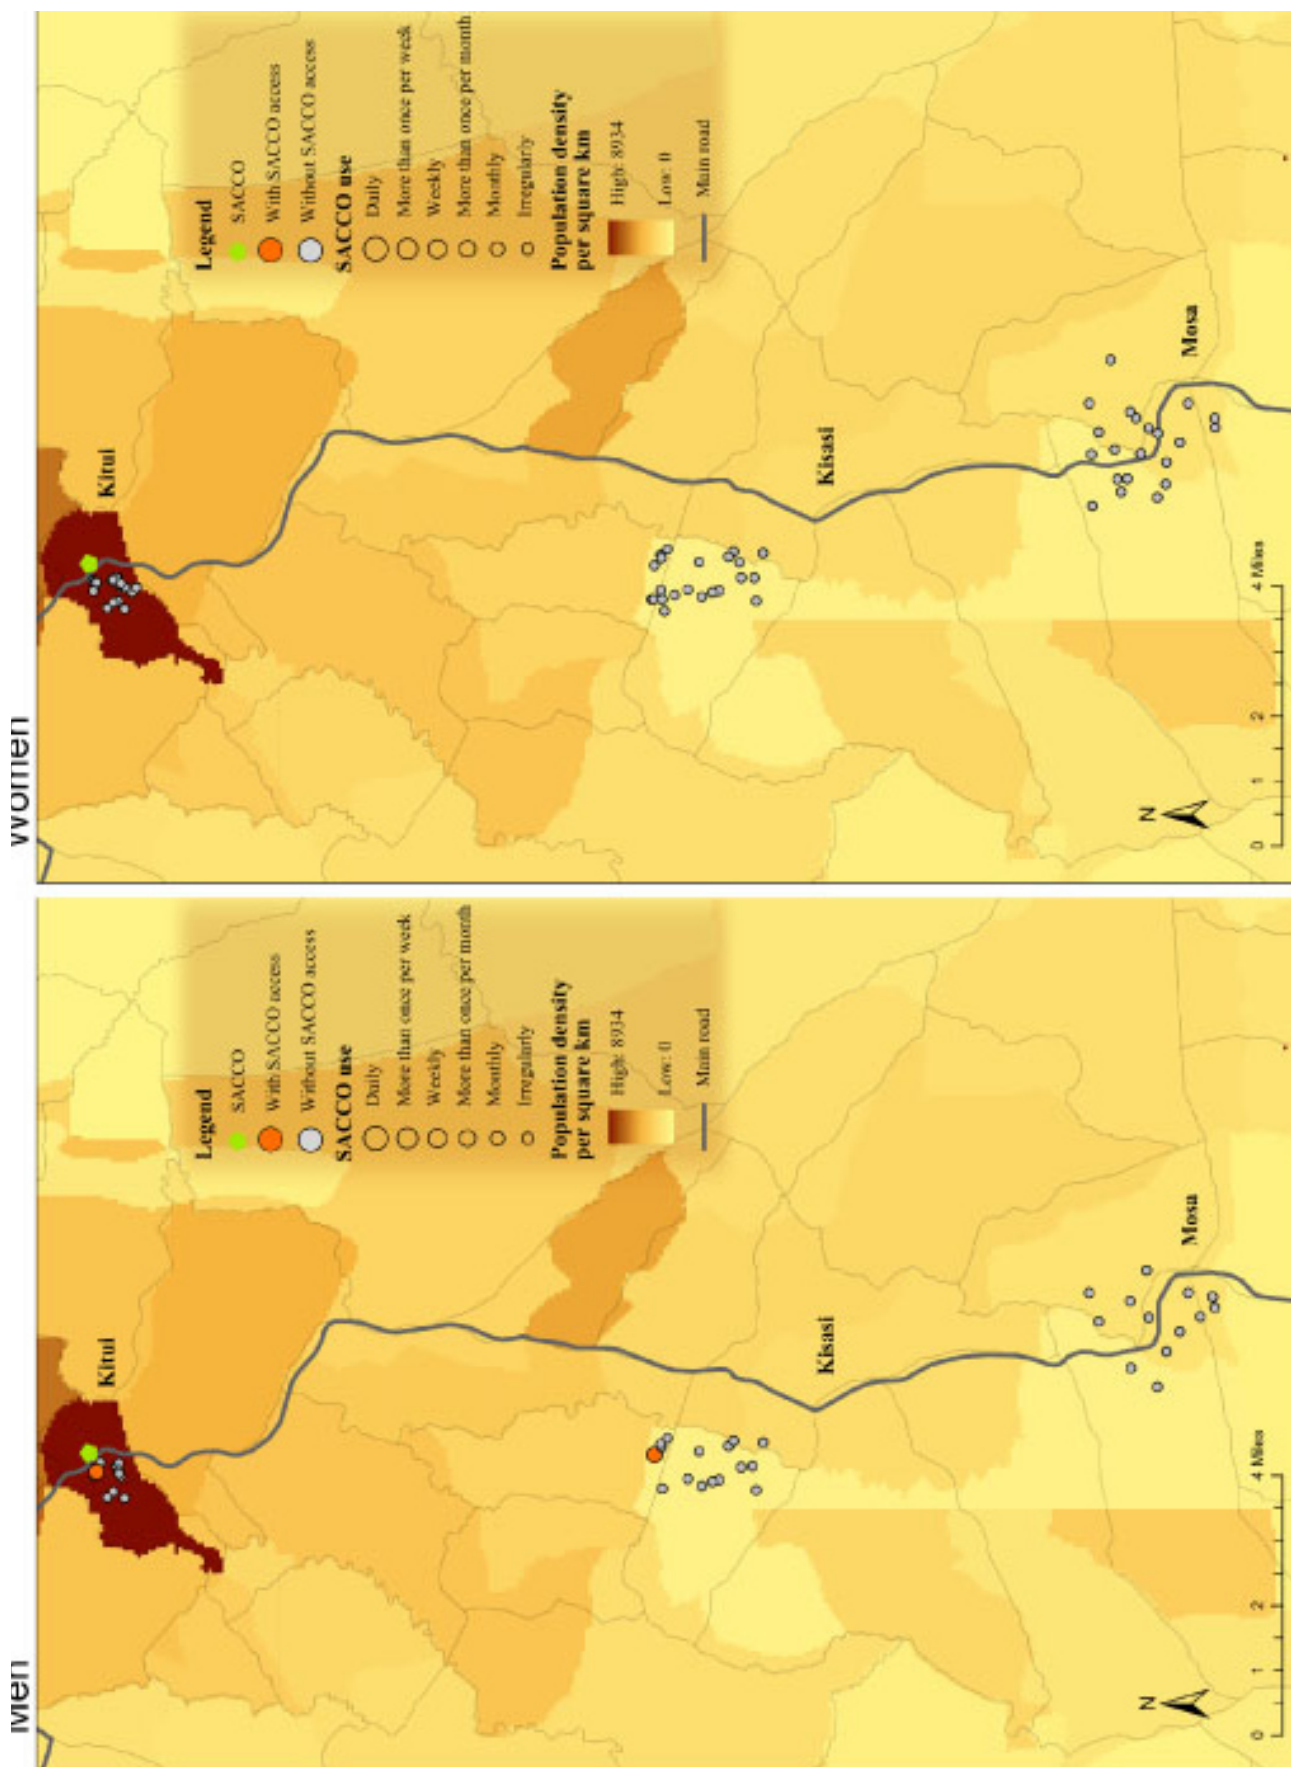 Men
Kitui
Kisasi
Mosa
N
0 1 2 4 Miles
Legend
SACCO
With SACCO access
Without SACCO access
SACCO use
Daily
More than once per week
Weekly
More than once per month
Monthly
Irregularly
Population density
per square km
High: 8934
Low: 0
Main road
Women
Kitui
Kisasi
Mosa
N
0 1 2 4 Miles
Legend
SACCO
With SACCO access
Without SACCO access
SACCO use
Daily
More than once per week
Weekly
More than once per month
Monthly
Irregularly
Population density
per square km
High: 8934
Low: 0
Main road